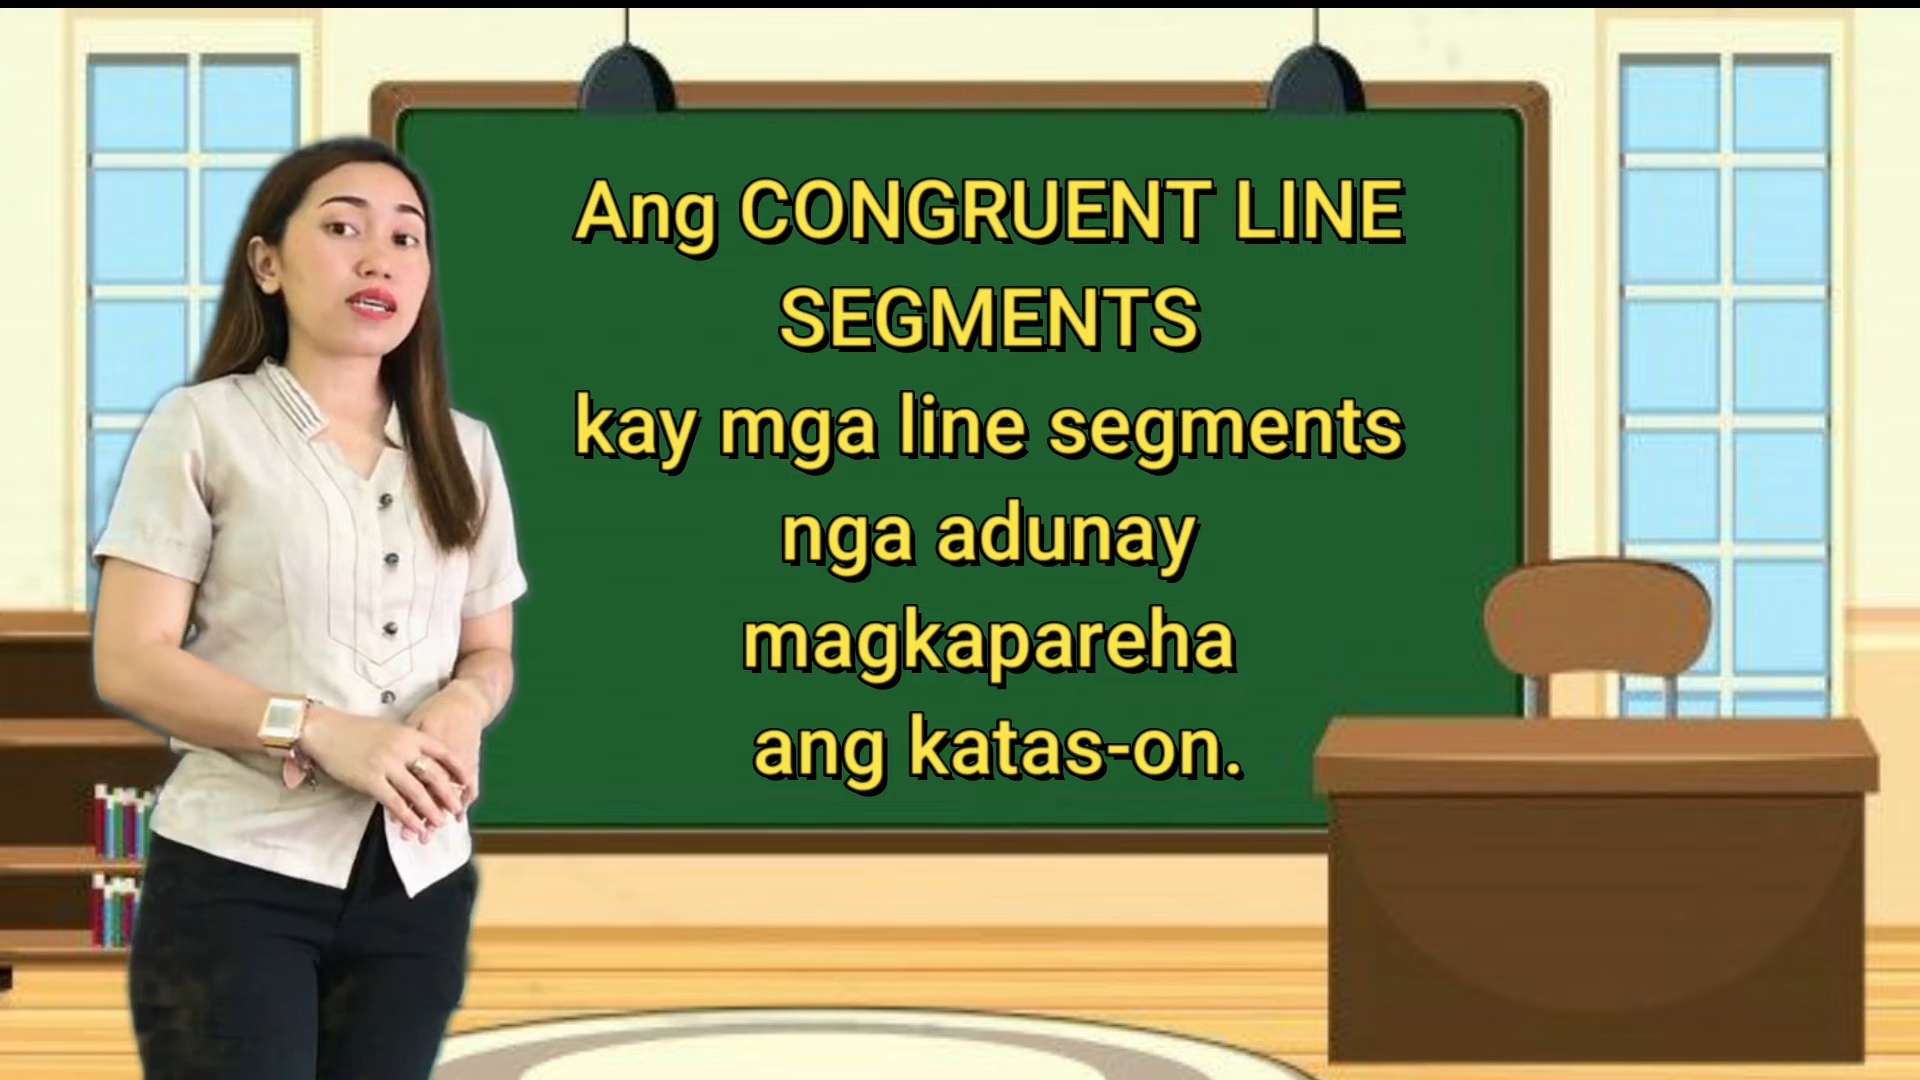 Ang CONGRUENT LINE
SEGMENTS
kay mga line segments
nga adunay
magkapareha
ang katas-on.